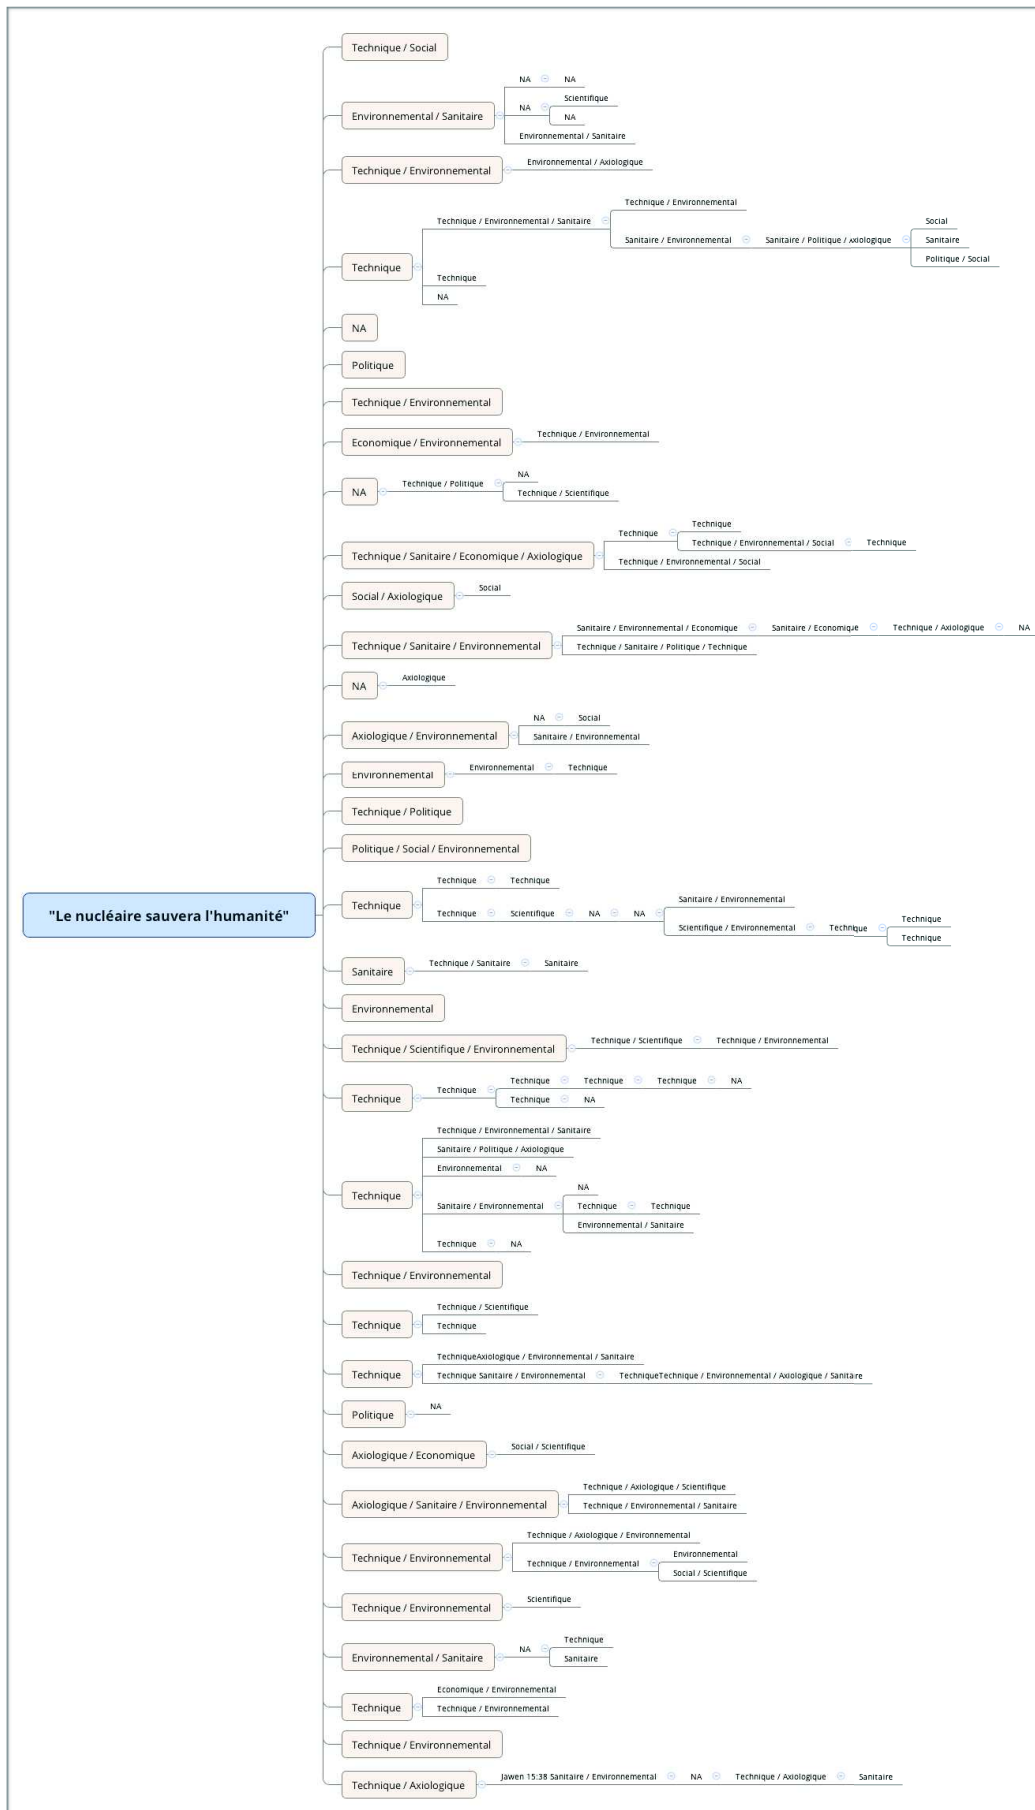 Technique / Social
NA NA
Scientifique
NA
NA
Environnemental / Sanitaire
Environnemental / Sanitaire
Technique / Environnemental Environnemental / Axiologique
Technique / Environnemental
Technique / Environnemental / Sanitaire
Social
Sanitaire / Environnemental Sanitaire / Politique / Axiologique Sanitaire
Politique / Social
Technique
Technique
NA
NA
Politique
Technique / Environnemental
Economique / Environnemental Technique / Environnemental
NA
NA Technique / Politique
Technique / Scientifique
Technique
Technique
Technique / Environnemental / Social Technique
Technique / Sanitaire / Economique / Axiologique
Technique / Environnemental / Social
Social / Axiologique Social
Sanitaire / Environnemental / Economique Sanitaire / Economique Technique / Axiologique NA
Technique / Sanitaire / Environnemental
Technique / Sanitaire / Politique / Technique
NA Axiologique
NA Social
Axiologique / Environnemental
Sanitaire / Environnemental
Environnemental Environnemental Technique
Technique / Politique
Politique / Social / Environnemental
Technique Technique
Technique
Sanitaire / Environnemental
Technique Scientifique NA NA
"Le nucléaire sauvera l'humanité"
Technique
Scientifique / Environnemental Technique
Technique
Sanitaire Technique / Sanitaire Sanitaire
Environnemental
Technique / Scientifique / Environnemental Technique / Scientifique Technique / Environnemental
Technique Technique Technique NA
Technique Technique
Technique NA
Technique / Environnemental / Sanitaire
Sanitaire / Politique / Axiologique
Environnemental NA
Technique
NA
Sanitaire / Environnemental Technique Technique
Environnemental / Sanitaire
Technique NA
Technique / Environnemental
Technique / Scientifique
Technique
Technique
TechniqueAxiologique / Environnemental / Sanitaire
Technique
Technique Sanitaire / Environnemental TechniqueTechnique / Environnemental / Axiologique / Sanitaire
Politique NA
Axiologique / Economique Social / Scientifique
Technique / Axiologique / Scientifique
Axiologique / Sanitaire / Environnemental
Technique / Environnemental / Sanitaire
Technique / Axiologique / Environnemental
Technique / Environnemental
Environnemental
Technique / Environnemental
Social / Scientifique
Technique / Environnemental Scientifique
Technique
Environnemental / Sanitaire NA
Sanitaire
Economique / Environnemental
Technique
Technique / Environnemental
Technique / Environnemental
Technique / Axiologique Jawen 15:38 Sanitaire / Environnemental NA Technique / Axiologique Sanitaire